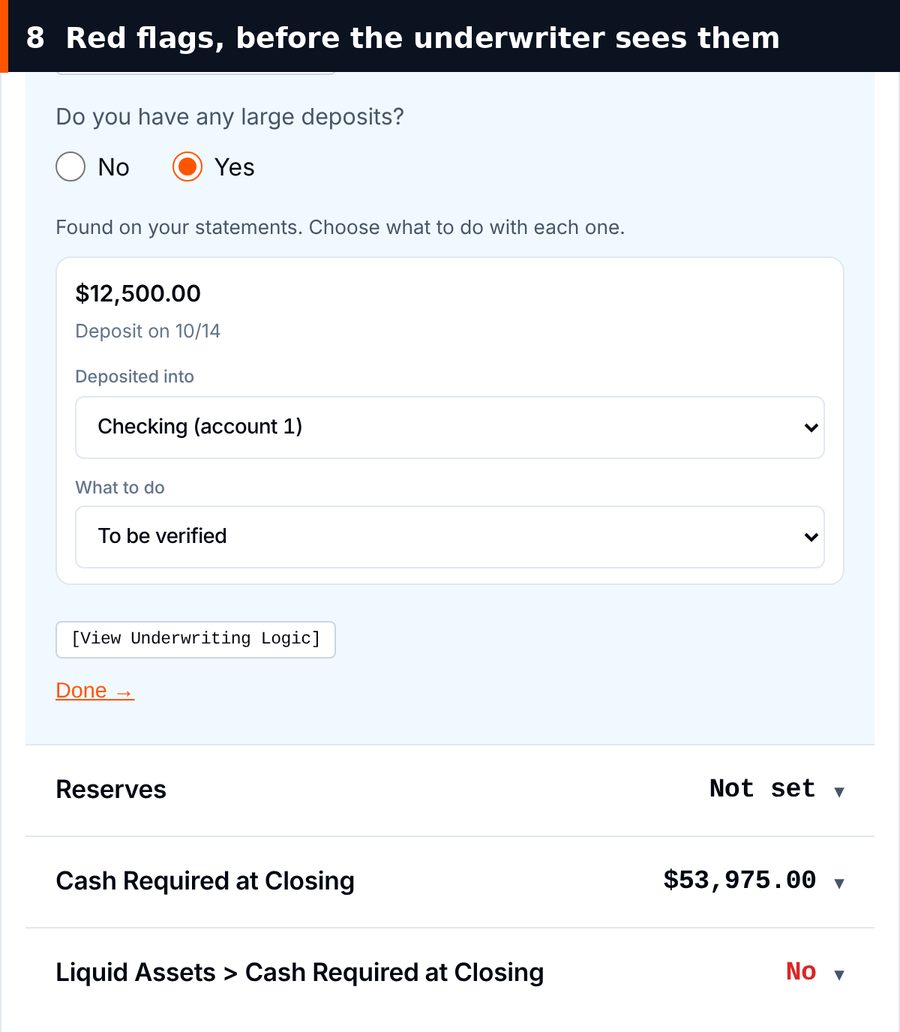 8 Red flags, before the underwriter sees them
Do you have any large deposits?
No Yes
Found on your statements. Choose what to do with each one.
$12,500.00
Deposit on 10/14
Deposited into
Checking (account 1)
What to do
To be verified
[View Underwriting Logic]
Done →
Reserves Not set ▼
Cash Required at Closing $53,975.00 ▼
Liquid Assets > Cash Required at Closing No ▼